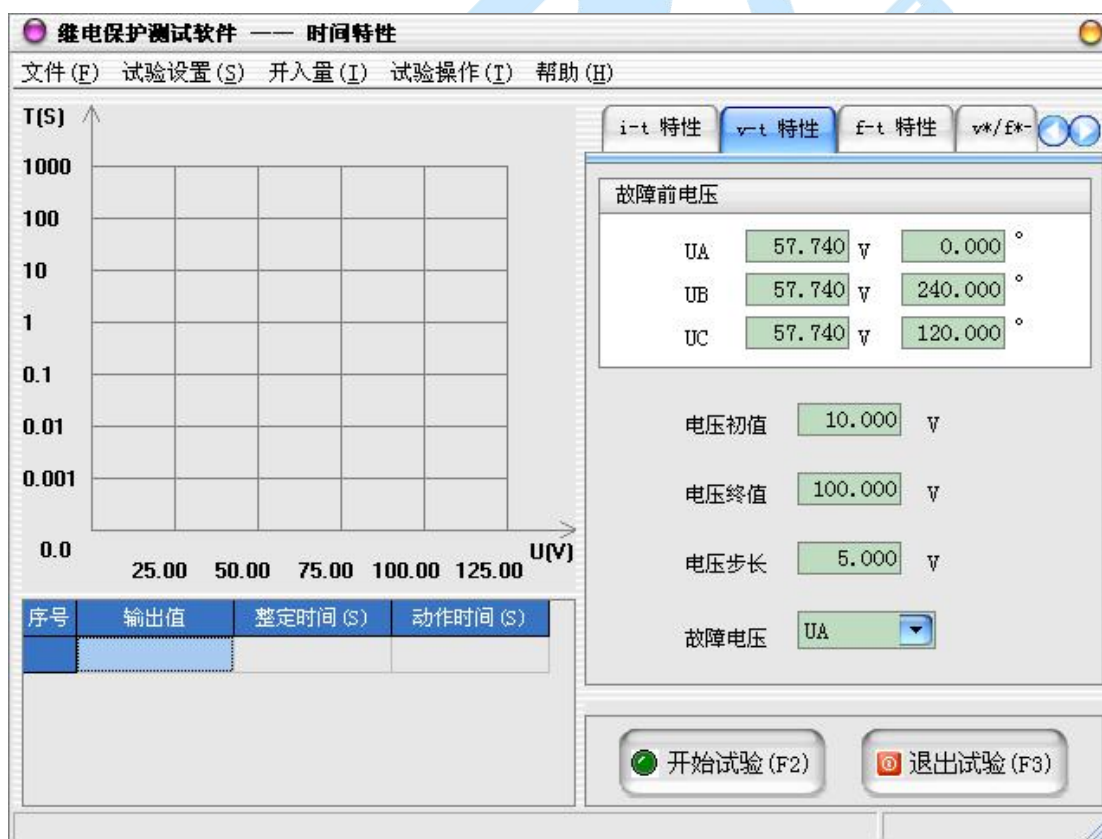 继电保护测试软件 —— 时间特性
文件(F) 试验设置(S) 开入量(I) 试验操作(T) 帮助(H)
T(S)
1000
100
10
1
0.1
0.01
0.001
0.0
25.00 50.00 75.00 100.00 125.00
U(V)
序号 输出值 整定时间(S) 动作时间(S)
i-t 特性 v-t 特性 f-t 特性 v*/f*-
故障前电压
UA 57.740 V 0.000 °
UB 57.740 V 240.000 °
UC 57.740 V 120.000 °
电压初值 10.000 V
电压终值 100.000 V
电压步长 5.000 V
故障电压 UA
开始试验(F2) 退出试验(F3)